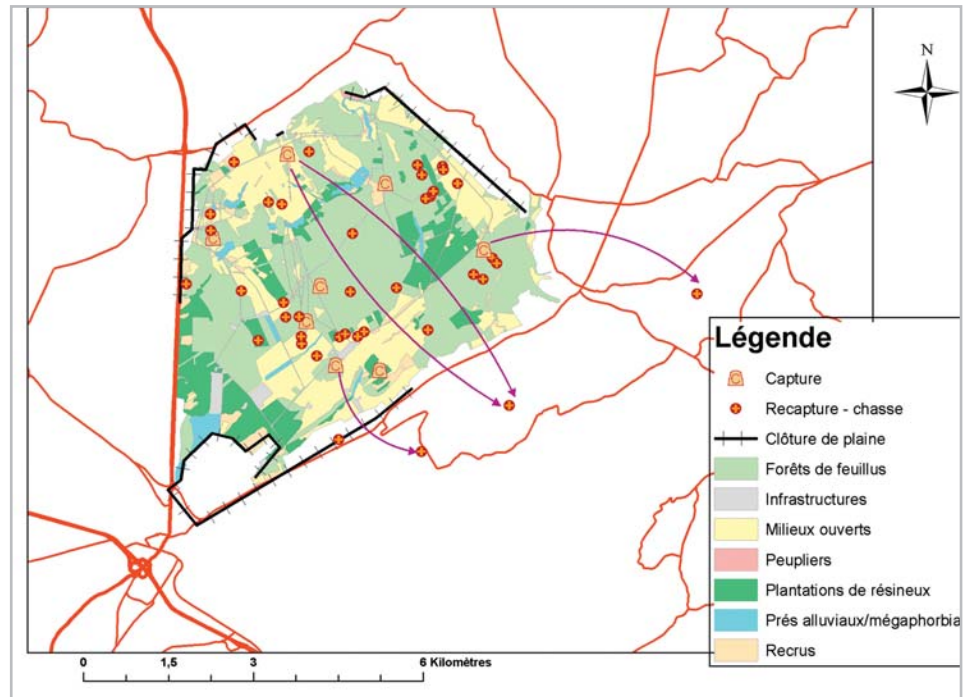 N
Légende
Capture
Recapture - chasse
Clôture de plaine
Forêts de feuillus
Infrastructures
Milieux ouverts
Peupliers
Plantations de résineux
Prés alluviaux/mégaphorbia
Recrus
0 1,5 3 6 Kilomètres